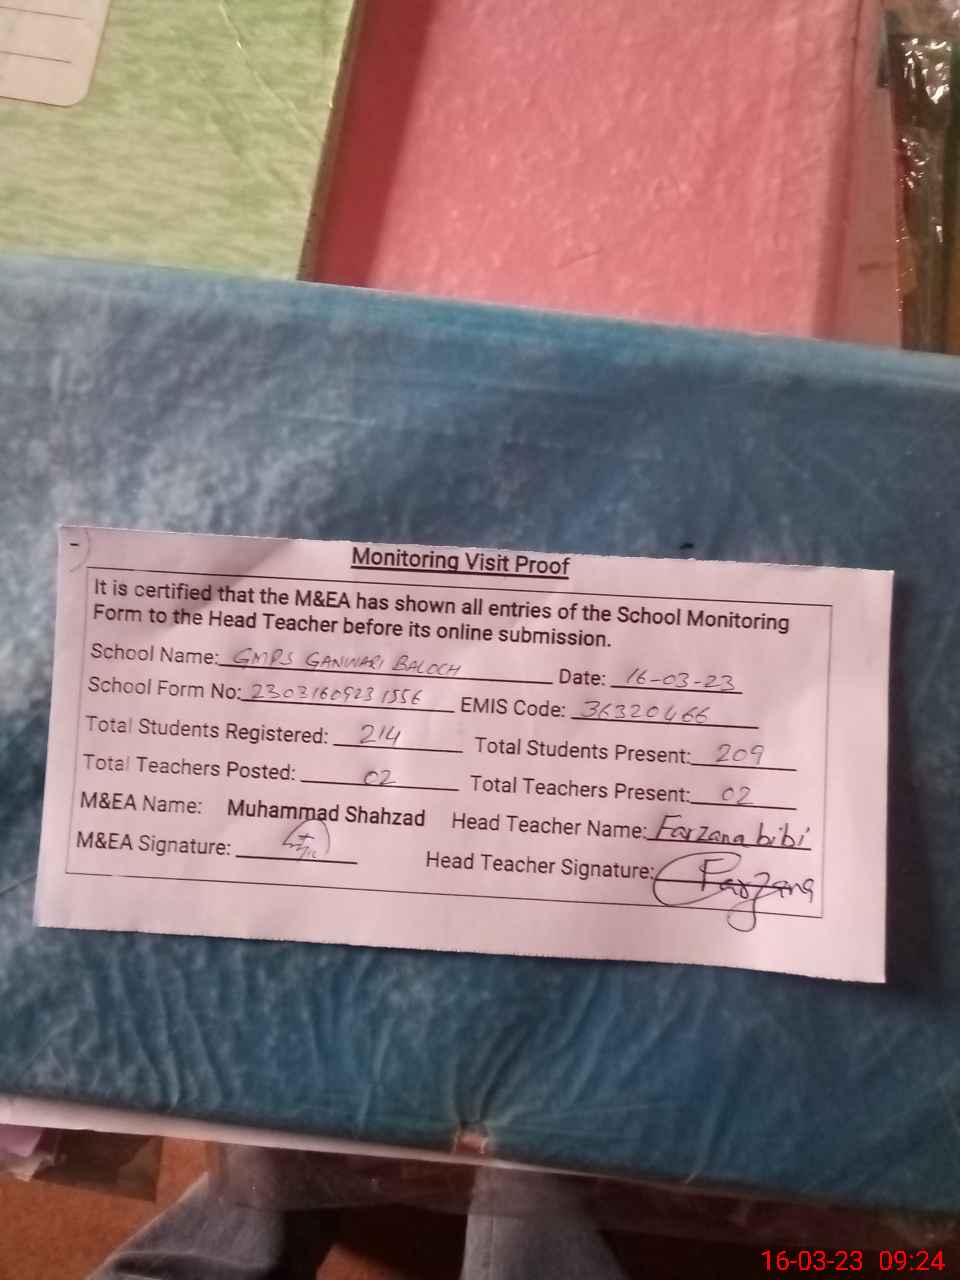 Monitoring Visit Proof
It is certified that the M&EA has shown all entries of the School Monitoring
Form to the Head Teacher before its online submission.
School Name: GMPS GANWARI BALOCH Date: 16-03-23
School Form No: 23031609231556 EMIS Code: 36320466
Total Students Registered: 214 Total Students Present: 209
Total Teachers Posted: 02 Total Teachers Present: 02
M&EA Name: Muhammad Shahzad Head Teacher Name: Farzana bibi
M&EA Signature: Head Teacher Signature: Farzana
16-03-23 09:24